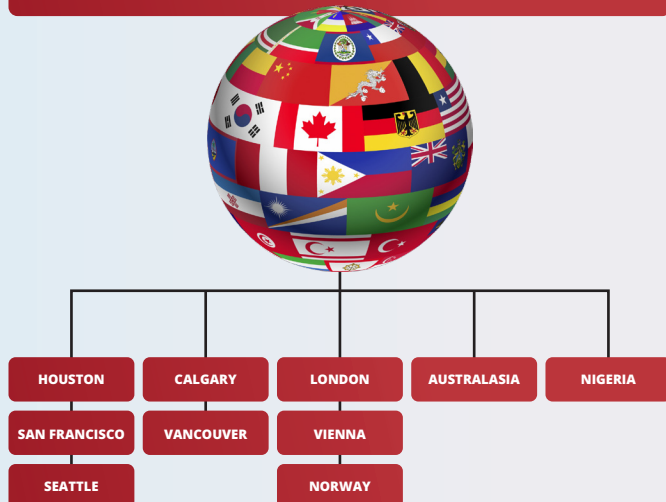 HOUSTON CALGARY LONDON AUSTRALASIA NIGERIA
SAN FRANCISCO VANCOUVER VIENNA
SEATTLE NORWAY